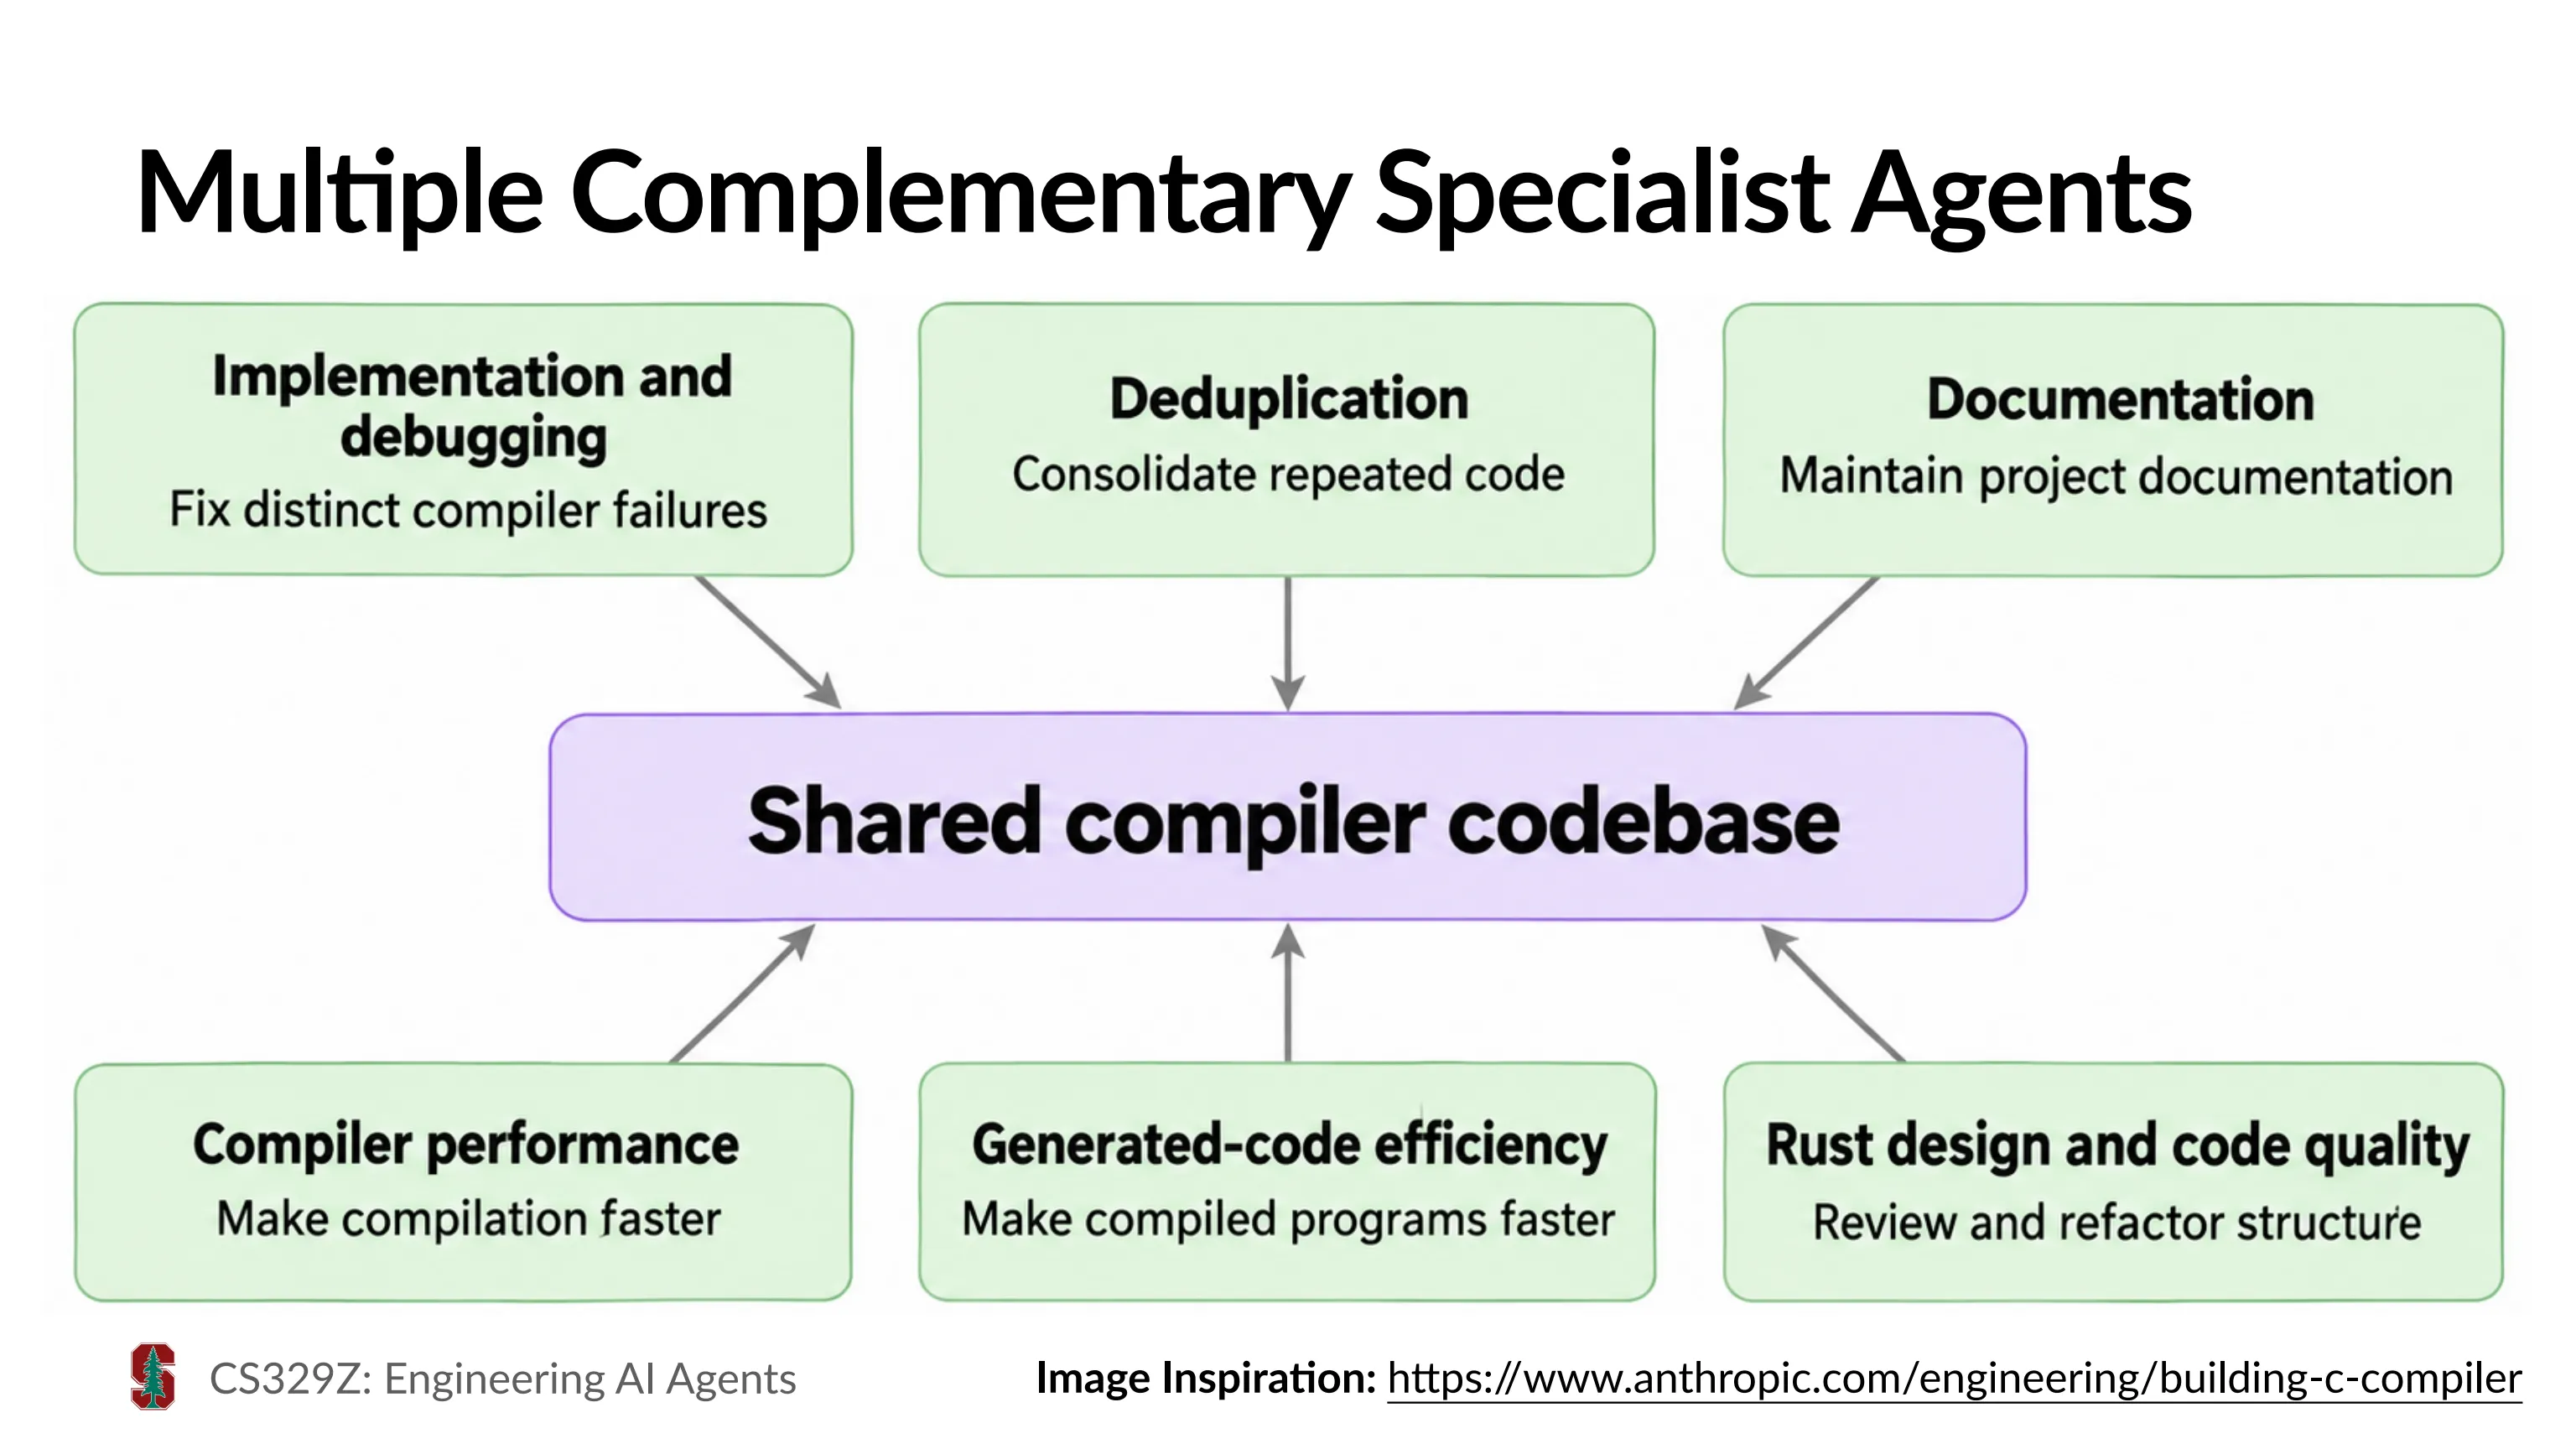 Multiple Complementary Specialist Agents
Implementation and
debugging
Fix distinct compiler failures
Deduplication
Consolidate repeated code
Documentation
Maintain project documentation
Shared compiler codebase
Compiler performance
Make compilation faster
Generated-code efficiency
Make compiled programs faster
Rust design and code quality
Review and refactor structure
S
CS329Z: Engineering AI Agents
Image Inspiration: https://www.anthropic.com/engineering/building-c-compiler